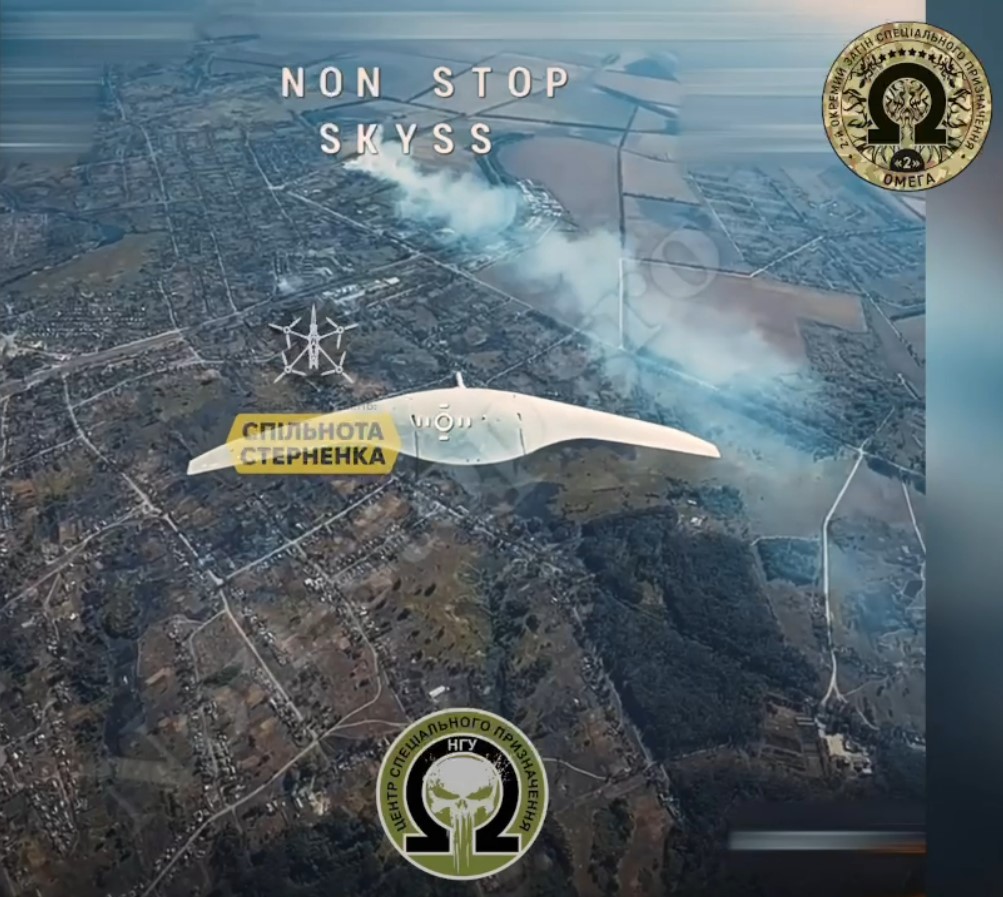 NON STOP
SKYSS
2-Й ОКРЕМИЙ ЗАГІН СПЕЦІАЛЬНОГО ПРИЗНАЧЕННЯ
«2»
ОМЕГА
СПІЛЬНОТА
СТЕРНЕНКА
ЦЕНТР СПЕЦІАЛЬНОГО ПРИЗНАЧЕННЯ
НГУ